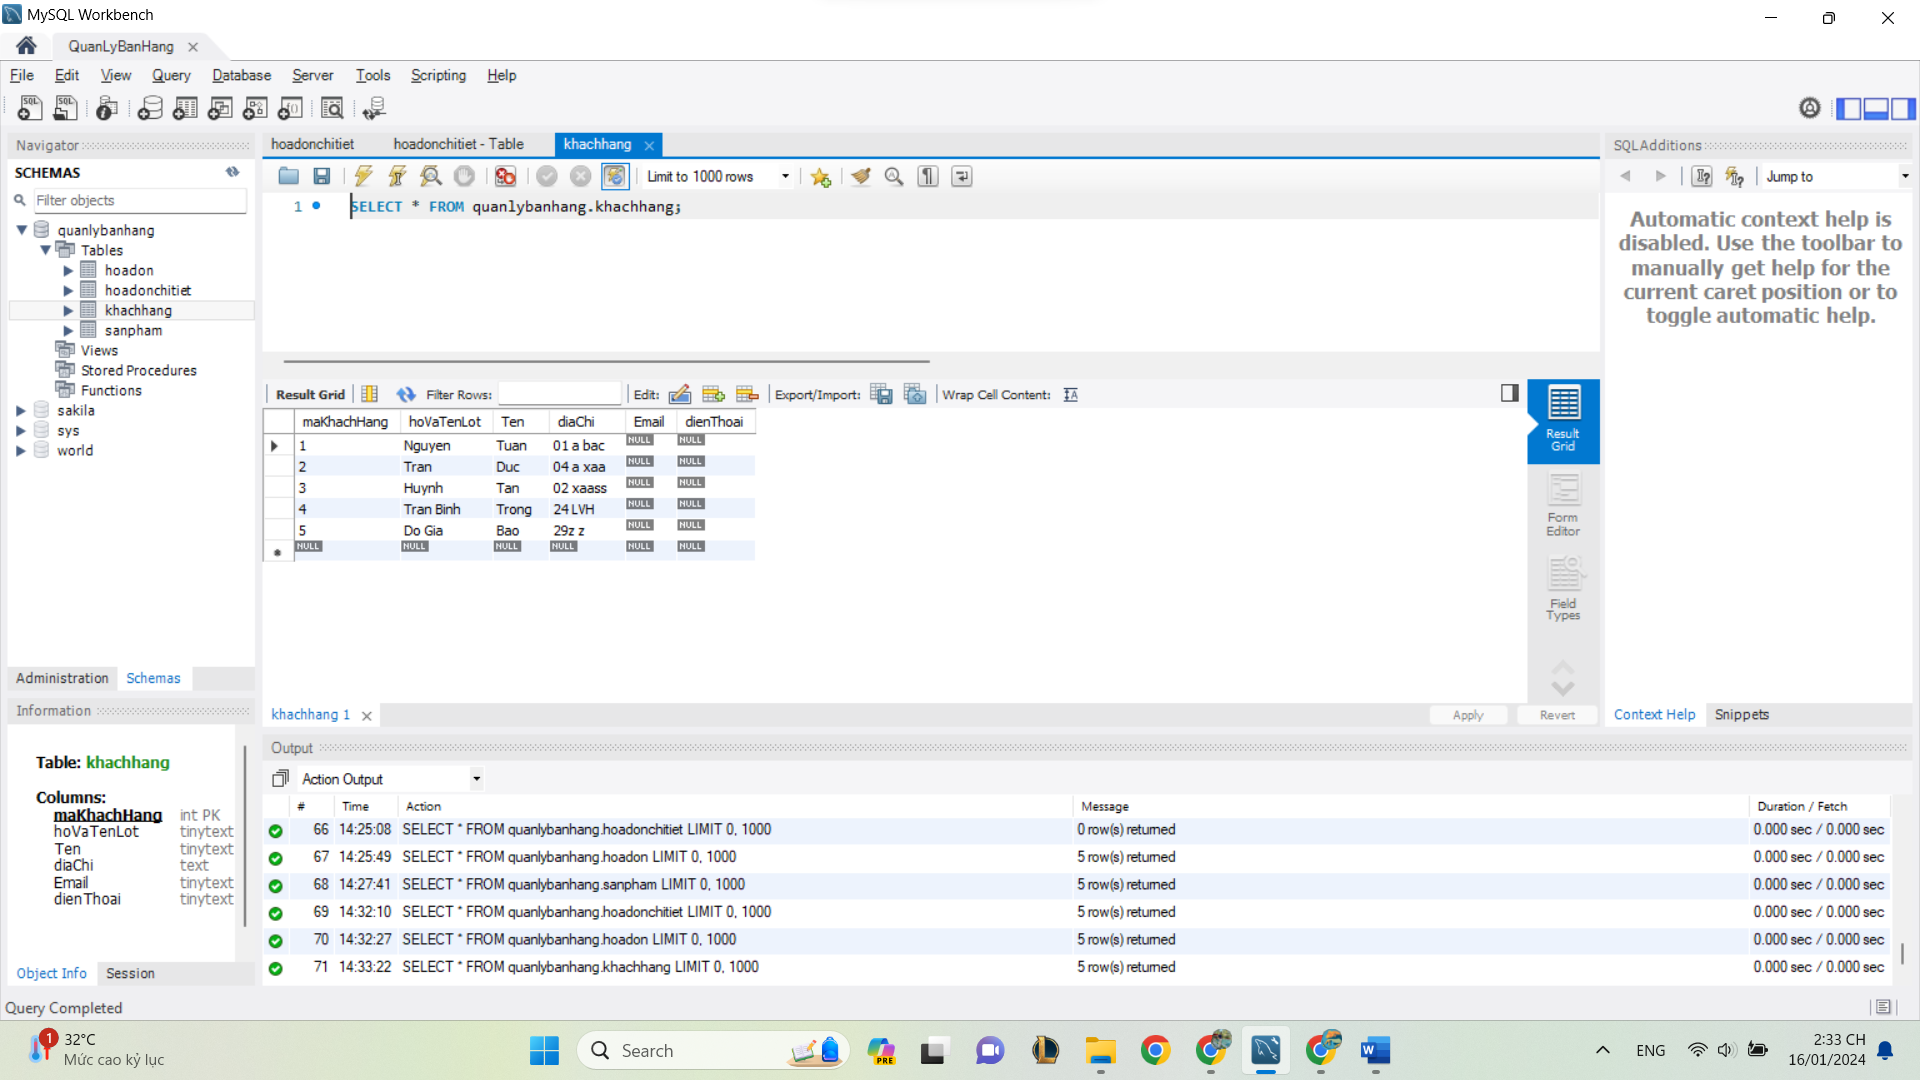 MySQL Workbench
QuanLyBanHang
File Edit View Query Database Server Tools Scripting Help
Navigator
SCHEMAS
Filter objects
quanlybanhang
Tables
hoadon
hoadonchitiet
khachhang
sanpham
Views
Stored Procedures
Functions
sakila
sys
world
Administration Schemas
Information
Table: khachhang
Columns:
maKhachHang int PK
hoVaTenLot tinytext
Ten tinytext
diaChi text
Email tinytext
dienThoai tinytext
Object Info Session
hoadonchitiet hoadonchitiet - Table khachhang
Limit to 1000 rows
1 SELECT * FROM quanlybanhang.khachhang;
Result Grid Filter Rows: Edit: Export/Import: Wrap Cell Content:
maKhachHang hoVaTenLot Ten diaChi Email dienThoai
1 Nguyen Tuan 01 a bac NULL NULL
2 Tran Duc 04 a xaa NULL NULL
3 Huynh Tan 02 xaass NULL NULL
4 Tran Binh Trong 24 LVH NULL NULL
5 Do Gia Bao 29z z NULL NULL
NULL NULL NULL NULL NULL NULL
Result Grid
Form Editor
Field Types
khachhang 1
Apply Revert
SQLAdditions
Jump to
Automatic context help is
disabled. Use the toolbar to
manually get help for the
current caret position or to
toggle automatic help.
Context Help Snippets
Output
Action Output
# Time Action Message Duration / Fetch
66 14:25:08 SELECT * FROM quanlybanhang.hoadonchitiet LIMIT 0, 1000 0 row(s) returned 0.000 sec / 0.000 sec
67 14:25:49 SELECT * FROM quanlybanhang.hoadon LIMIT 0, 1000 5 row(s) returned 0.000 sec / 0.000 sec
68 14:27:41 SELECT * FROM quanlybanhang.sanpham LIMIT 0, 1000 5 row(s) returned 0.000 sec / 0.000 sec
69 14:32:10 SELECT * FROM quanlybanhang.hoadonchitiet LIMIT 0, 1000 5 row(s) returned 0.000 sec / 0.000 sec
70 14:32:27 SELECT * FROM quanlybanhang.hoadon LIMIT 0, 1000 5 row(s) returned 0.000 sec / 0.000 sec
71 14:33:22 SELECT * FROM quanlybanhang.khachhang LIMIT 0, 1000 5 row(s) returned 0.000 sec / 0.000 sec
Query Completed
1 32°C
Mức cao kỷ lục
Search
PRE
ENG
2:33 CH
16/01/2024